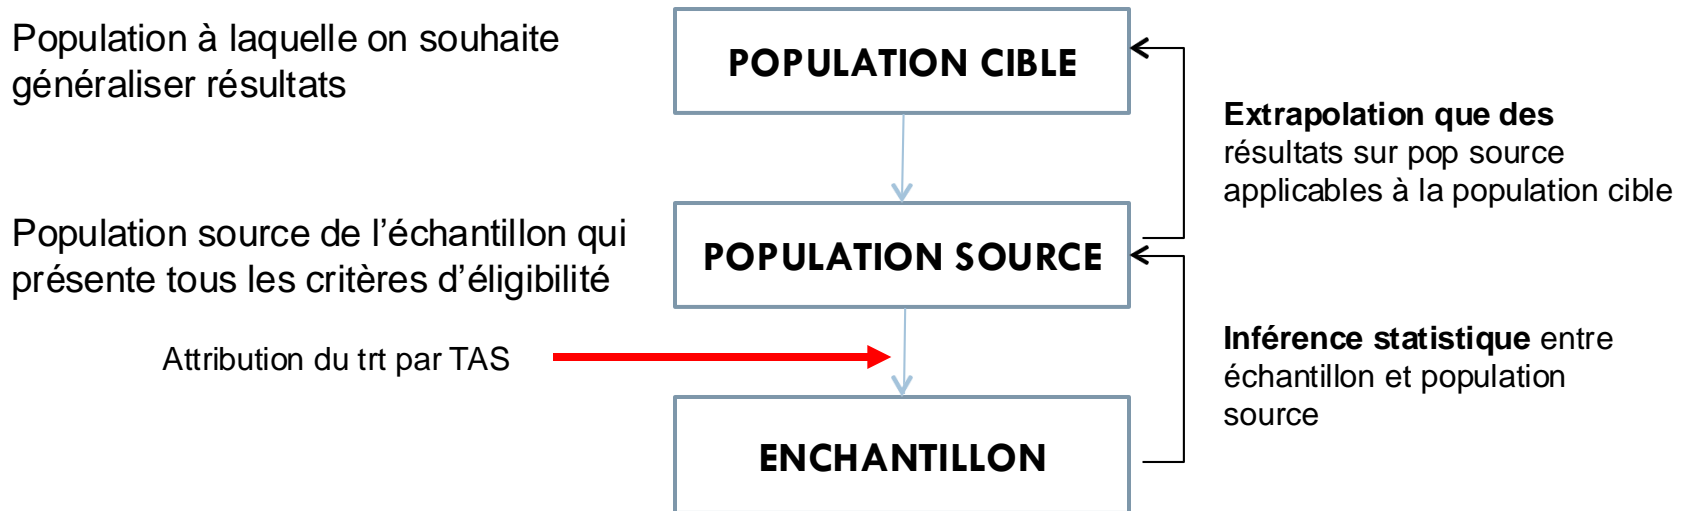 Population à laquelle on souhaite
généraliser résultats
POPULATION CIBLE
Extrapolation que des
résultats sur pop source
applicables à la population cible
Population source de l’échantillon qui
présente tous les critères d’éligibilité
POPULATION SOURCE
Attribution du trt par TAS
Inférence statistique entre
échantillon et population
source
ENCHANTILLON